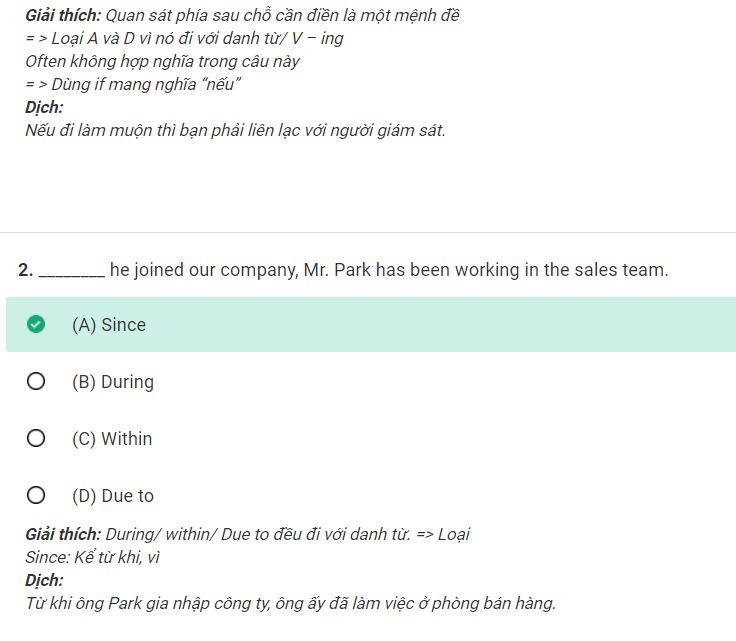 Giải thích: Quan sát phía sau chỗ cần điền là một mệnh đề
= > Loại A và D vì nó đi với danh từ/ V – ing
Often không hợp nghĩa trong câu này
= > Dùng if mang nghĩa “nếu”
Dịch:
Nếu đi làm muộn thì bạn phải liên lạc với người giám sát.
2. ________ he joined our company, Mr. Park has been working in the sales team.
(A) Since
(B) During
(C) Within
(D) Due to
Giải thích: During/ within/ Due to đều đi với danh từ. => Loại
Since: Kể từ khi, vì
Dịch:
Từ khi ông Park gia nhập công ty, ông ấy đã làm việc ở phòng bán hàng.